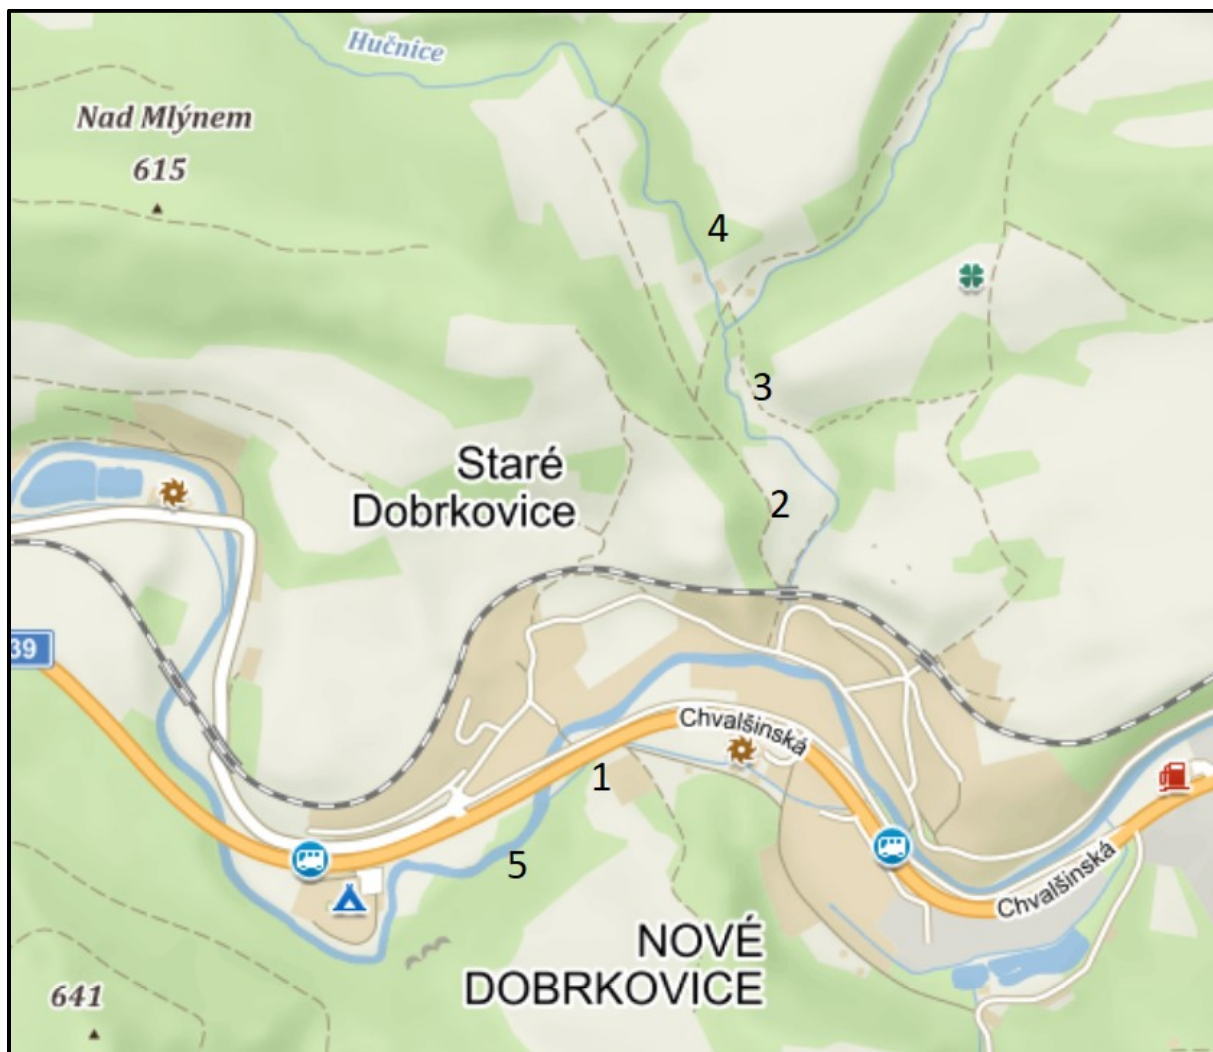 Hučnice
Nad Mlýnem
615
4
3
Staré
Dobrkovice
2
39
Chvalšinská
1
5
Chvalšinská
NOVÉ
DOBRKOVICE
641